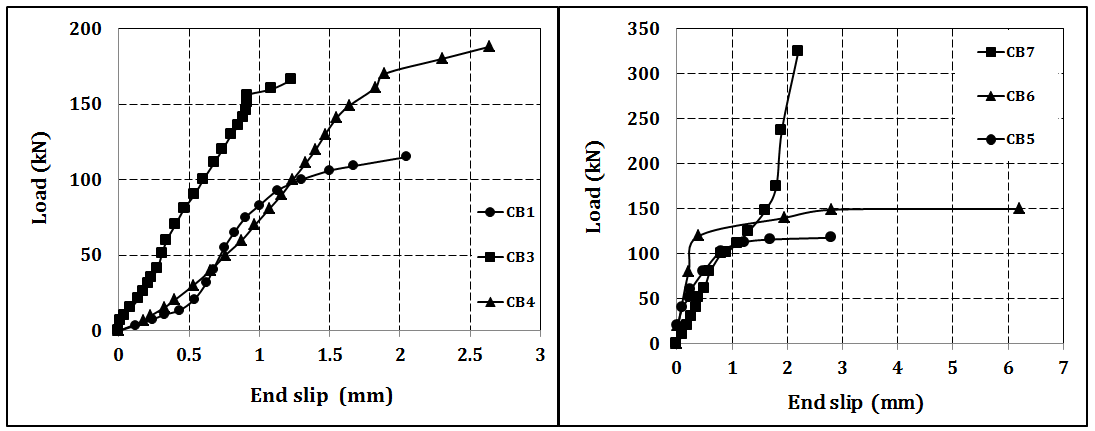 200
150
100
50
0
Load (kN)
CB1
CB3
CB4
0 0.5 1 1.5 2 2.5 3
End slip (mm)
350
300
250
200
150
100
50
0
Load (kN)
CB7
CB6
CB5
0 1 2 3 4 5 6 7
End slip (mm)